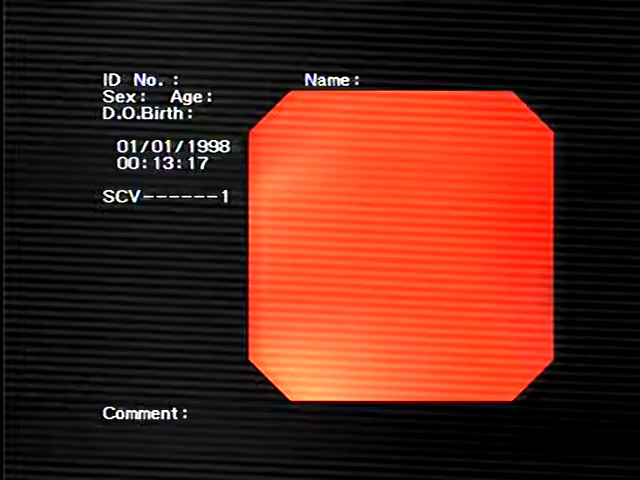 ID No. : Name:
Sex: Age:
D.O.Birth:
01/01/1998
00:13:17
SCV------1
Comment: